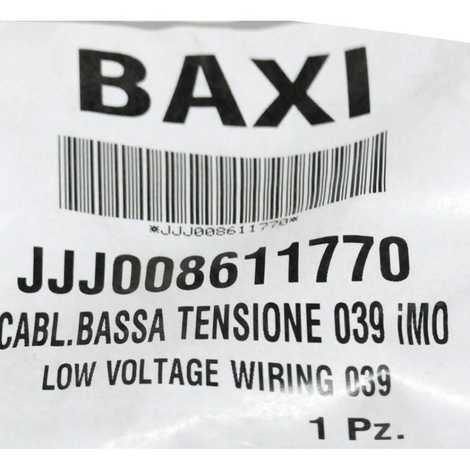 BAXI
*JJJ008611770*
JJJ008611770
CABL.BASSA TENSIONE 039 iMO
LOW VOLTAGE WIRING 039
1 Pz.